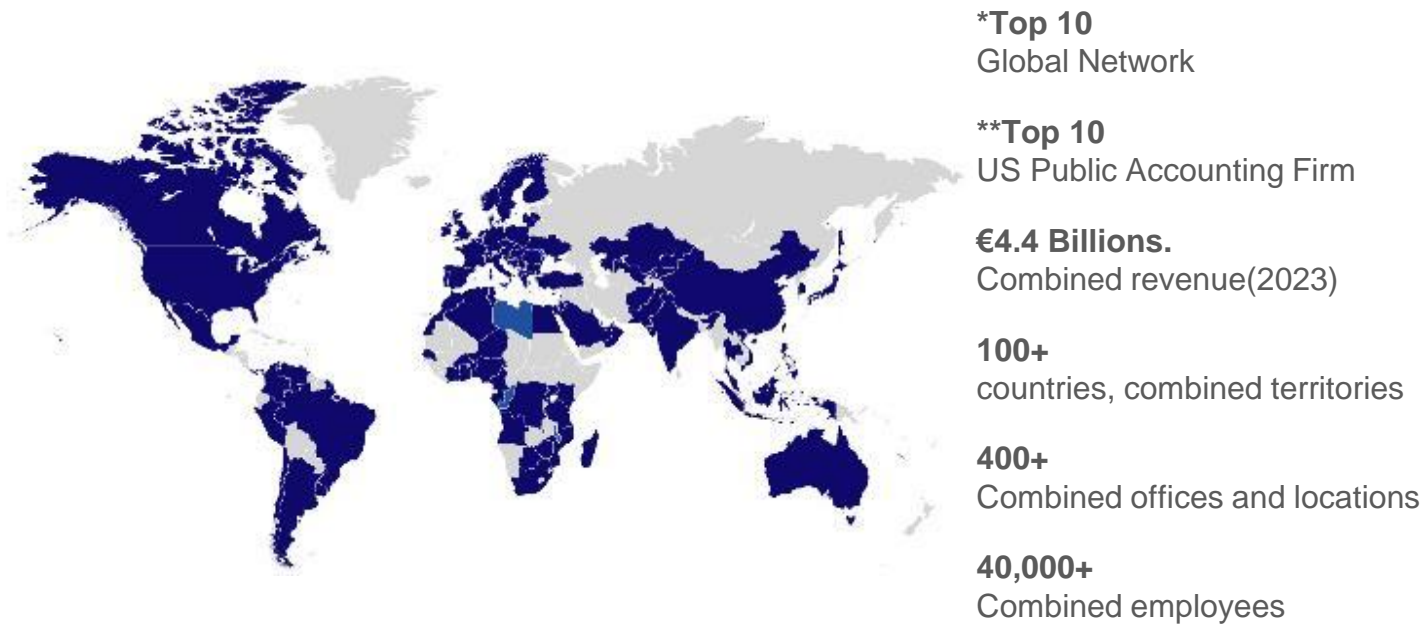 *Top 10
Global Network
**Top 10
US Public Accounting Firm
€4.4 Billions.
Combined revenue(2023)
100+
countries, combined territories
400+
Combined offices and locations
40,000+
Combined employees